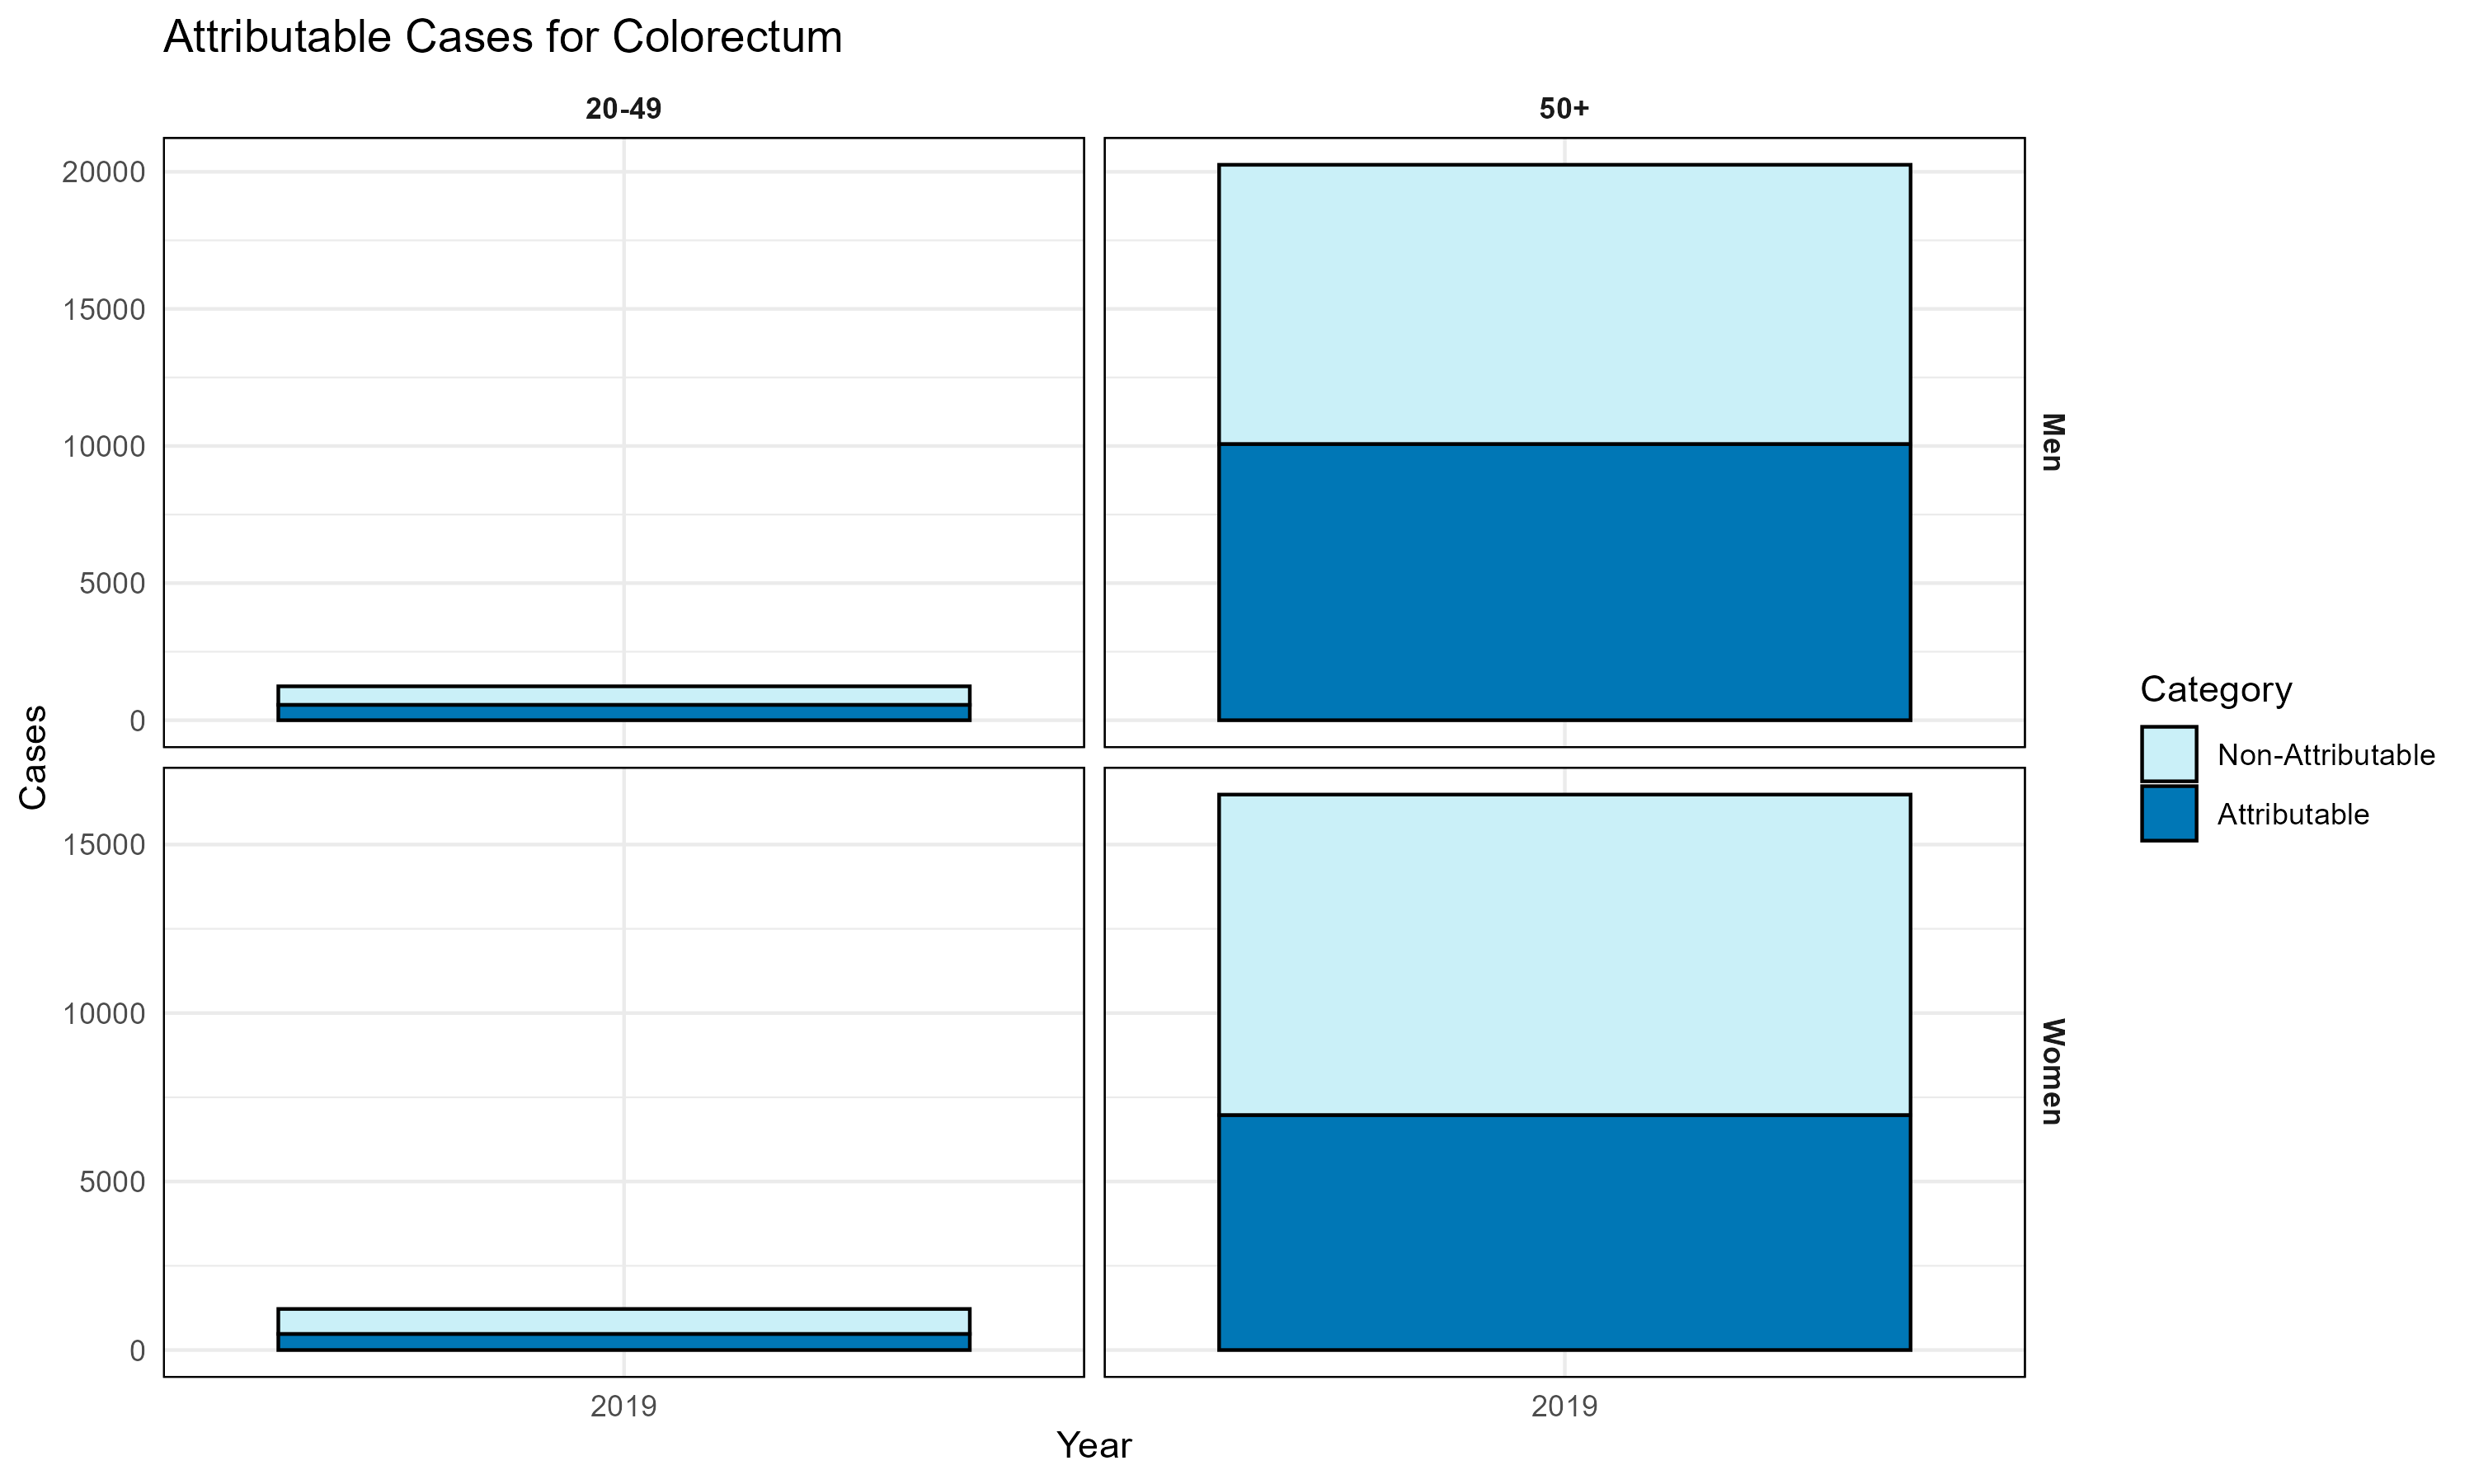 Attributable Cases for Colorectum
20-49
50+
20000
15000
10000
5000
0
Men
Cases
15000
10000
5000
0
Women
2019
2019
Year
Category
Non-Attributable
Attributable